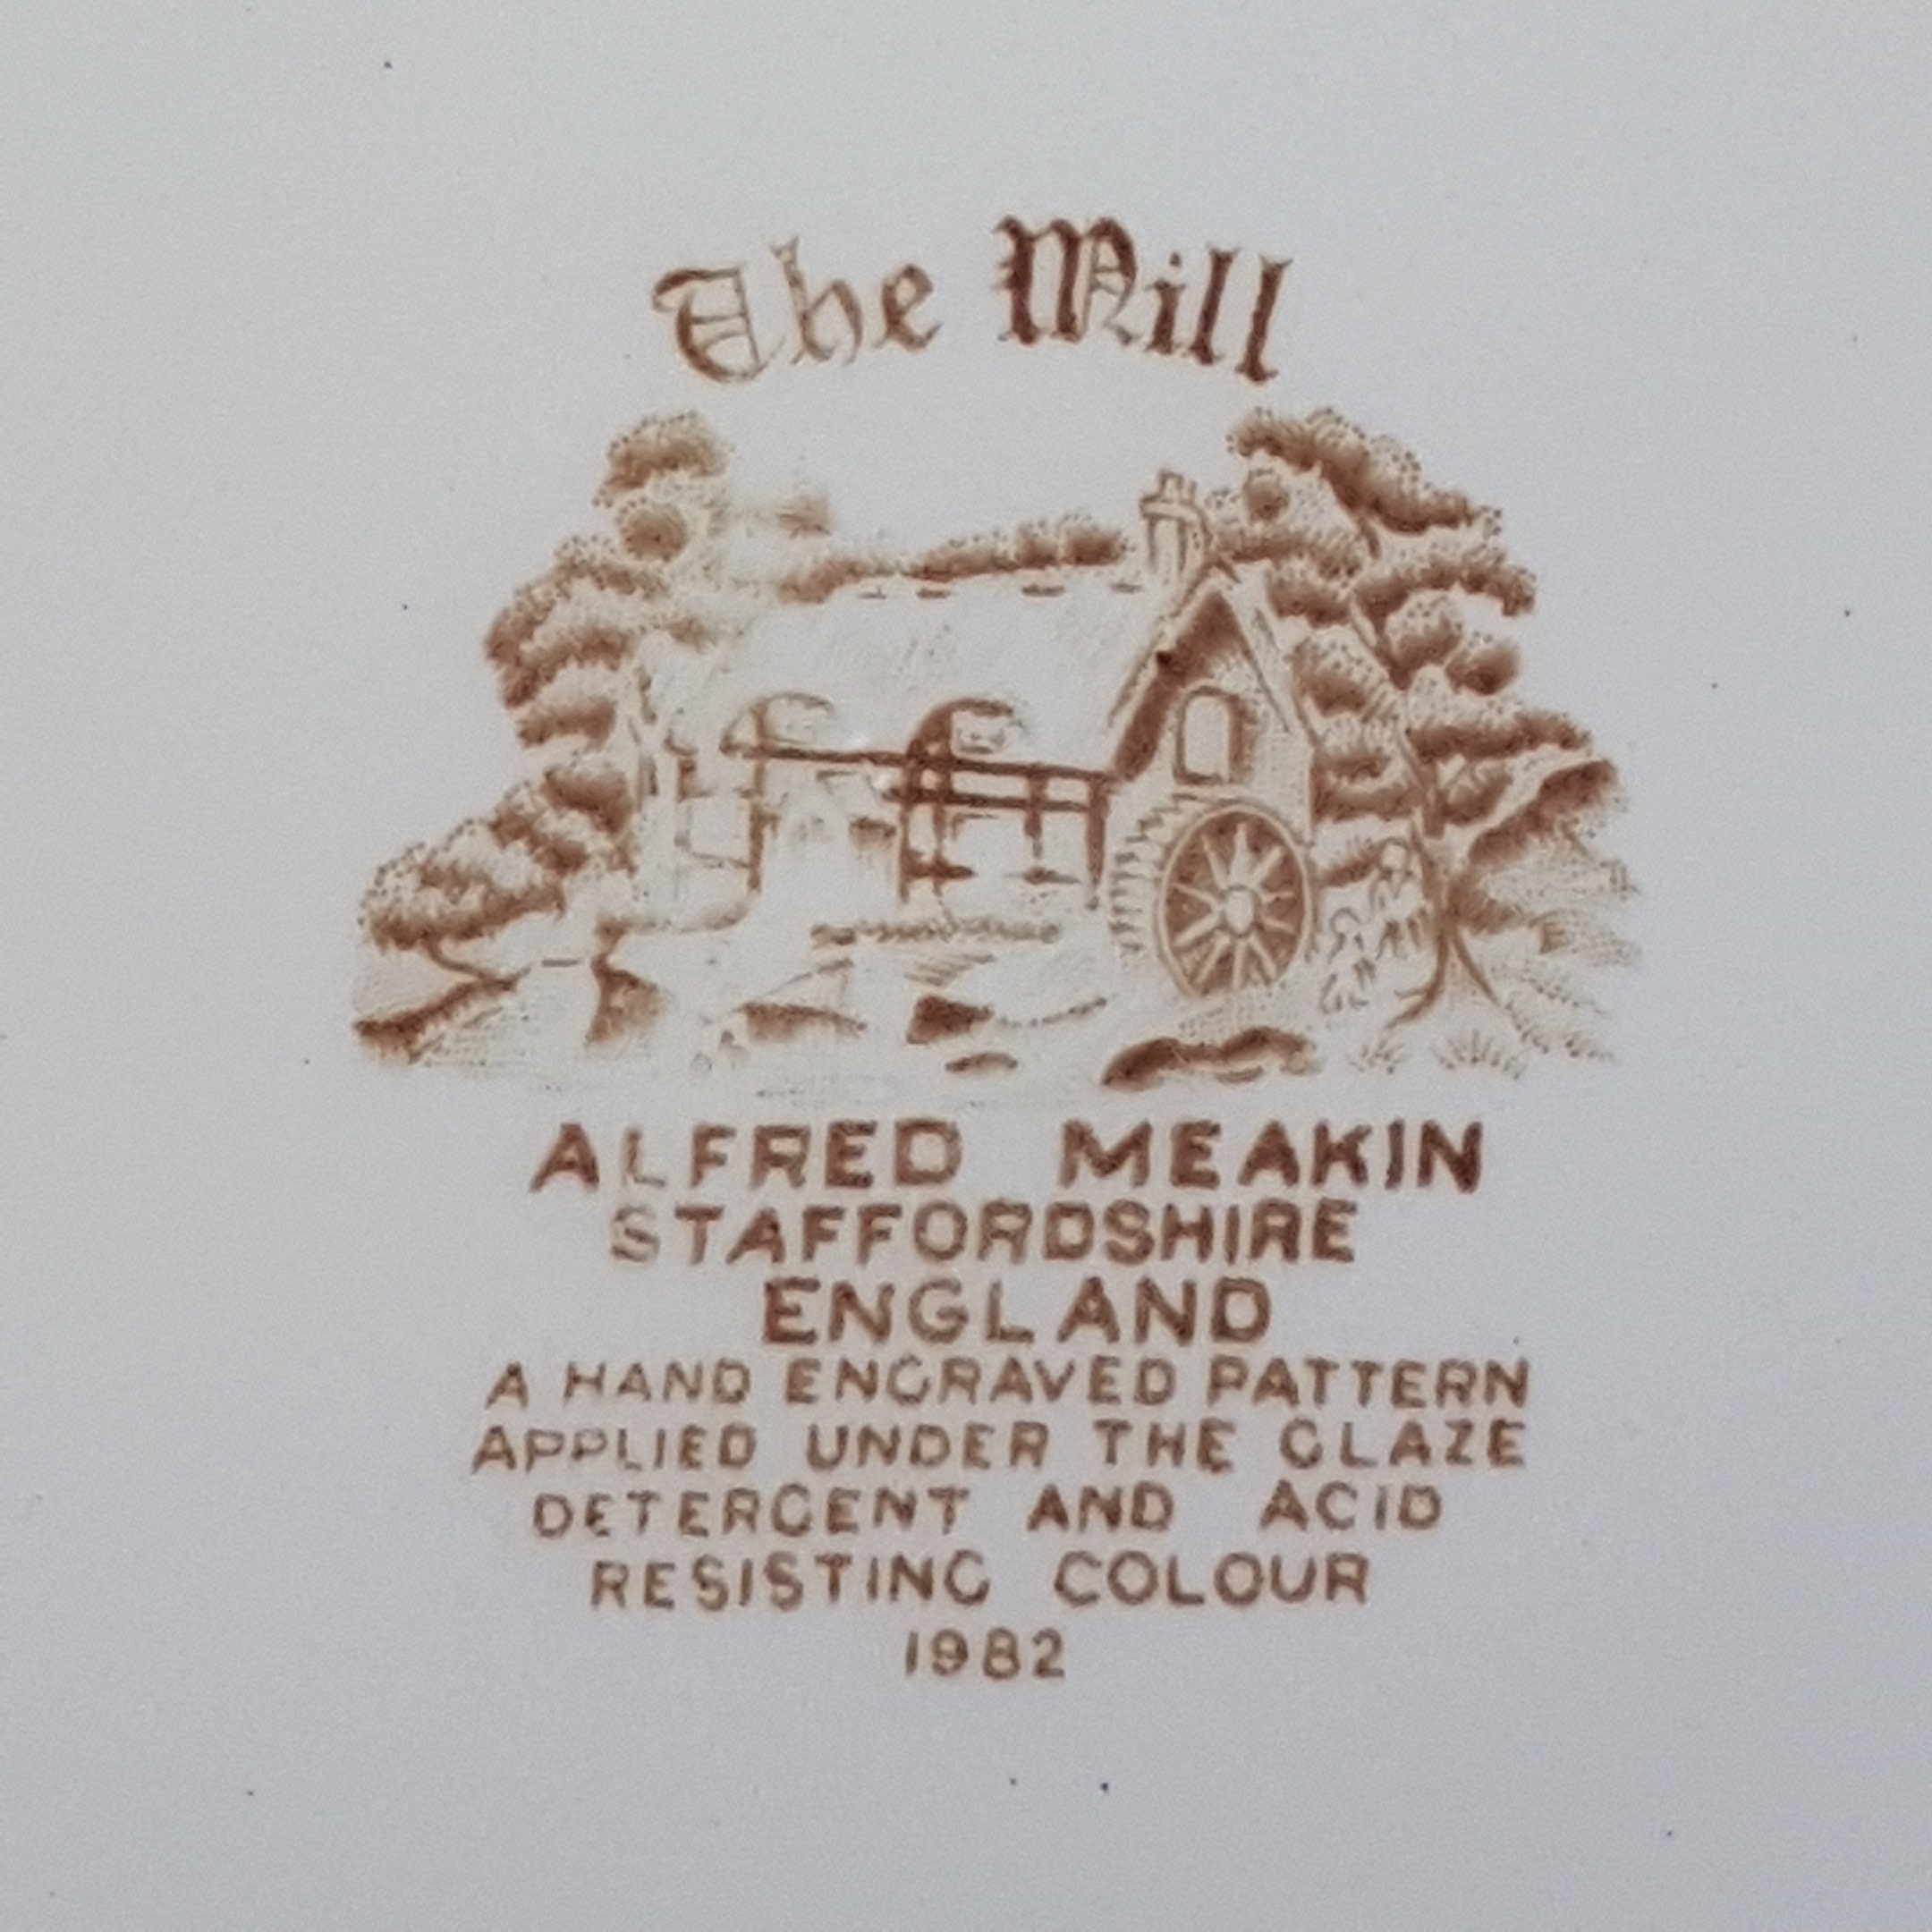 The Mill
ALFRED MEAKIN
STAFFORDSHIRE
ENGLAND
A HAND ENGRAVED PATTERN
APPLIED UNDER THE GLAZE
DETERGENT AND ACID
RESISTING COLOUR
1982